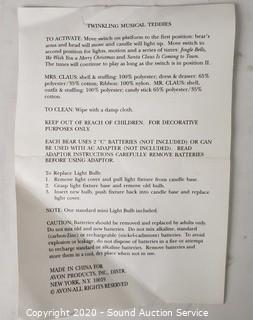 TWINKLING MUSICAL TEDDIES
TO ACTIVATE: Move switch on platform to the first position: bear's
arms and head will move and candle will light up. Move switch to
second position for lights, motion and a series of tunes: Jingle Bells,
We Wish You a Merry Christmas and Santa Claus Is Coming to Town.
The tunes will continue to play as long as the switch is in position II.
MRS. CLAUS: shell & stuffing: 100% polyester; dress & drawer: 65%
polyester/35% cotton; Ribbon: 100% nylon. MR. CLAUS: shell,
outfit & stuffing: 100% polyester; candy stick 65% polyester/35%
cotton.
TO CLEAN: Wipe with a damp cloth.
KEEP OUT OF REACH OF CHILDREN. FOR DECORATIVE
PURPOSES ONLY.
EACH BEAR USES 2 "C" BATTERIES (NOT INCLUDED) OR CAN
BE USED WITH AC ADAPTER (NOT INCLUDED). READ
ADAPTOR INSTRUCTIONS CAREFULLY. REMOVE BATTERIES
BEFORE USING ADAPTOR.
To Replace Light Bulb:
1. Remove light cover and pull light fixture from candle base.
2. Grasp light fixture base and remove old bulb.
3. Insert new bulb, push fixture back into candle base and replace
light cover.
NOTE: One standard mini Light Bulb included.
CAUTION: Batteries should be removed and replaced by adults only.
Do not mix old and new batteries. Do not mix alkaline, standard
(carbon-Zinc) or rechargeable (nickel-cadmium) batteries. To avoid
explosion or leakage, do not dispose of batteries in a fire or attempt
to recharge standard or alkaline batteries. Remove batteries and
store them in a cool, dry place when not in use.
MADE IN CHINA FOR
AVON PRODUCTS, INC., DISTR.
NEW YORK, N.Y. 10019
© AVON ALL RIGHTS RESERVED
Copyright 2020 - Auction Sunday